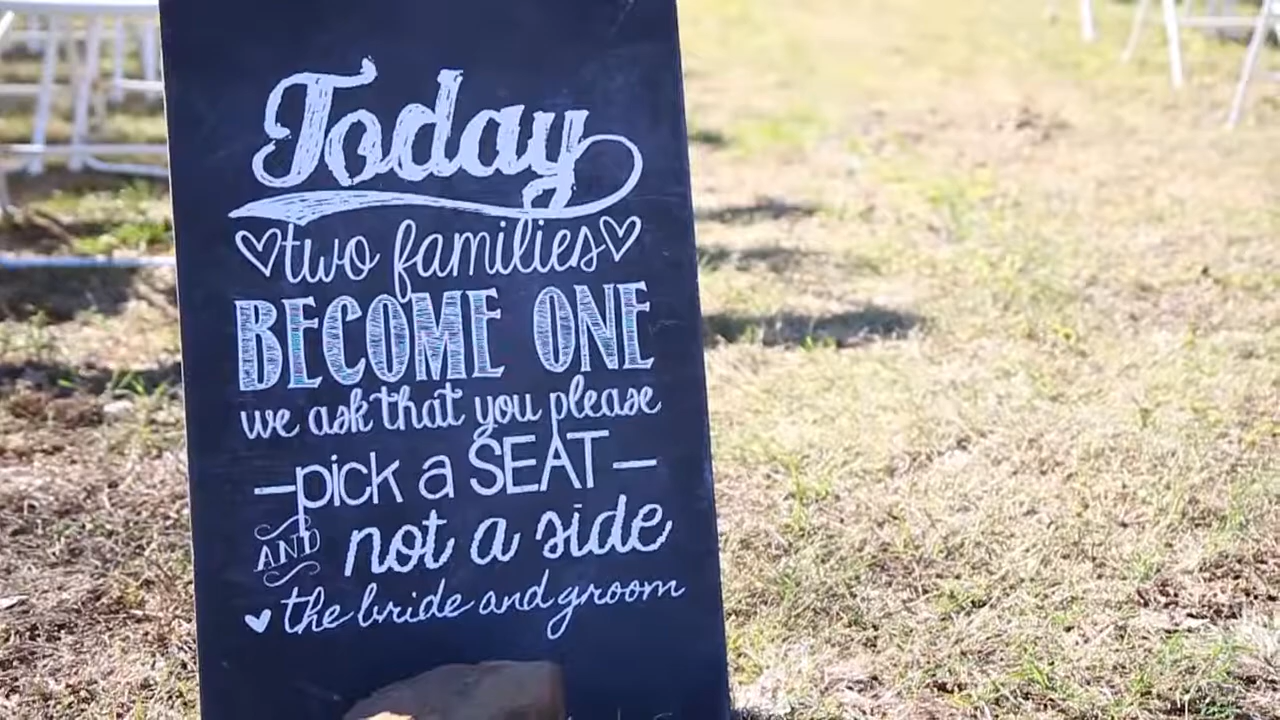 Today
two families
BECOME ONE
we ask that you please
-pick a SEAT-
AND not a side
the bride and groom